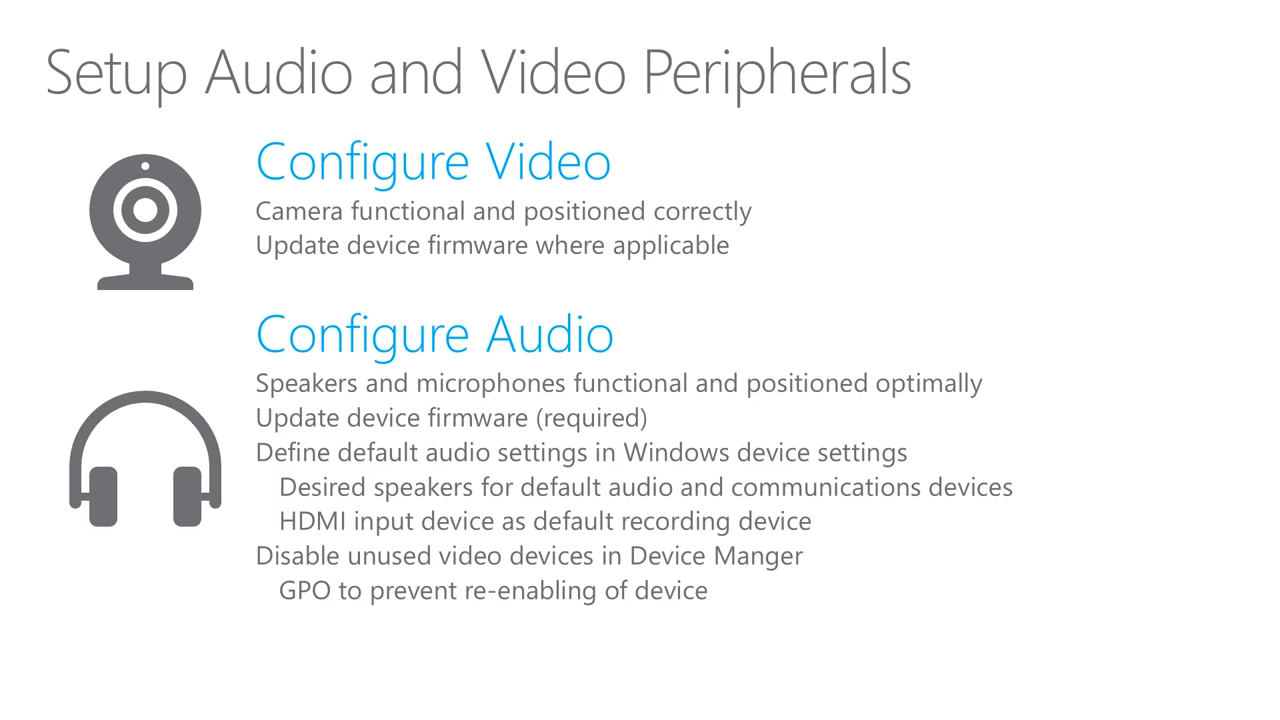 Setup Audio and Video Peripherals
Configure Video
Camera functional and positioned correctly
Update device firmware where applicable
Configure Audio
Speakers and microphones functional and positioned optimally
Update device firmware (required)
Define default audio settings in Windows device settings
Desired speakers for default audio and communications devices
HDMI input device as default recording device
Disable unused video devices in Device Manger
GPO to prevent re-enabling of device